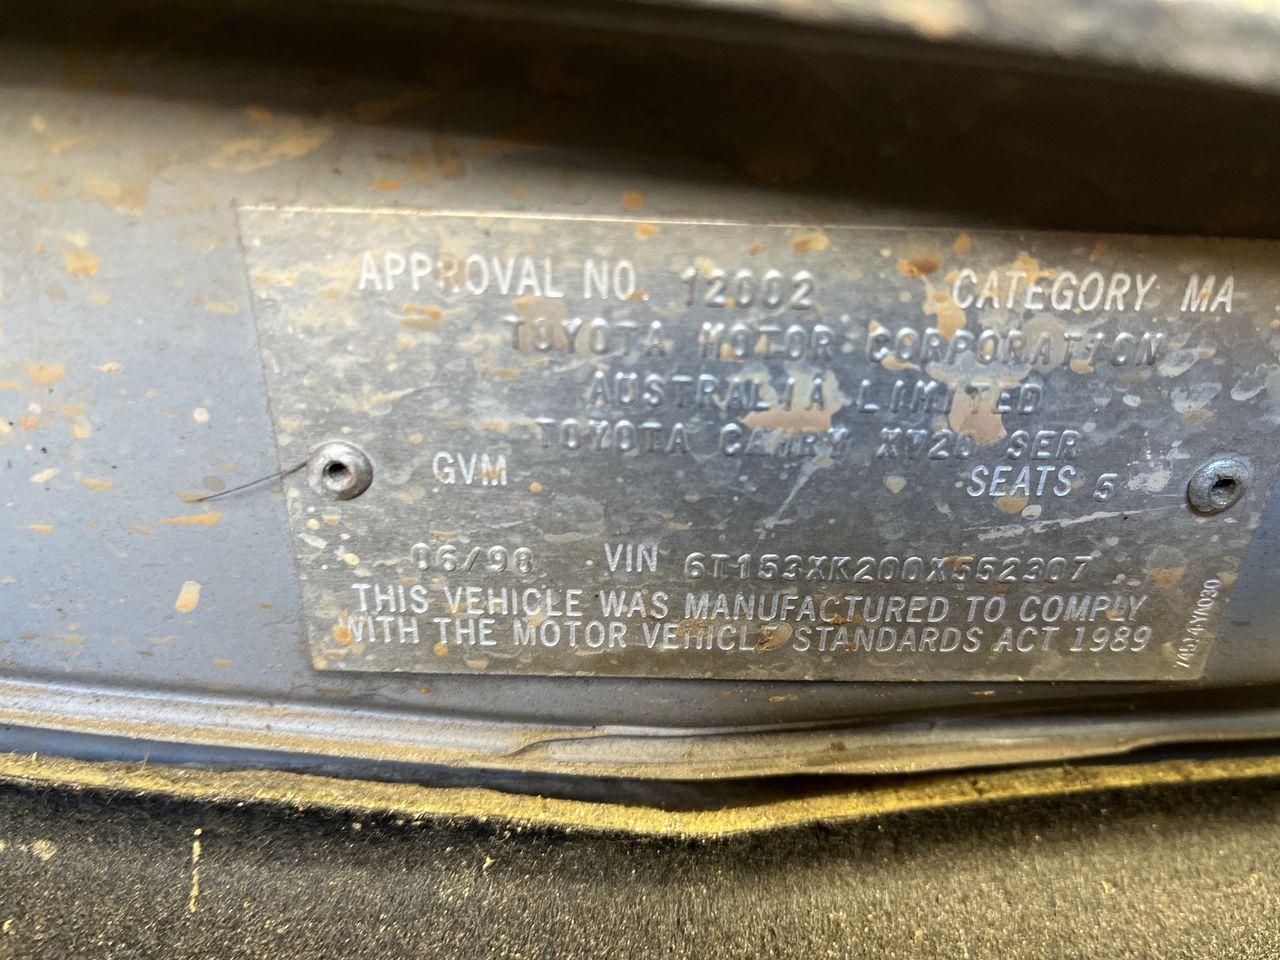 APPROVAL NO. 12002 CATEGORY MA
TOYOTA MOTOR CORPORATION
AUSTRALIA LIMITED
TOYOTA CAMRY XV20 SER
GVM SEATS 5
06/98 VIN 6T153XK200X552307
THIS VEHICLE WAS MANUFACTURED TO COMPLY
WITH THE MOTOR VEHICLE STANDARDS ACT 1989